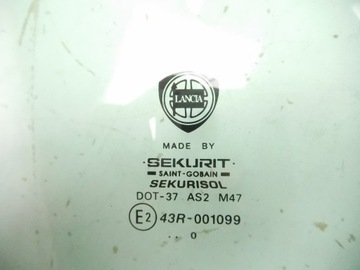 LANCIA
MADE BY
·SEKURIT·
SAINT-GOBAIN
SEKURISOL
DOT-37 AS2 M47
E2 43R-001099
.. 0